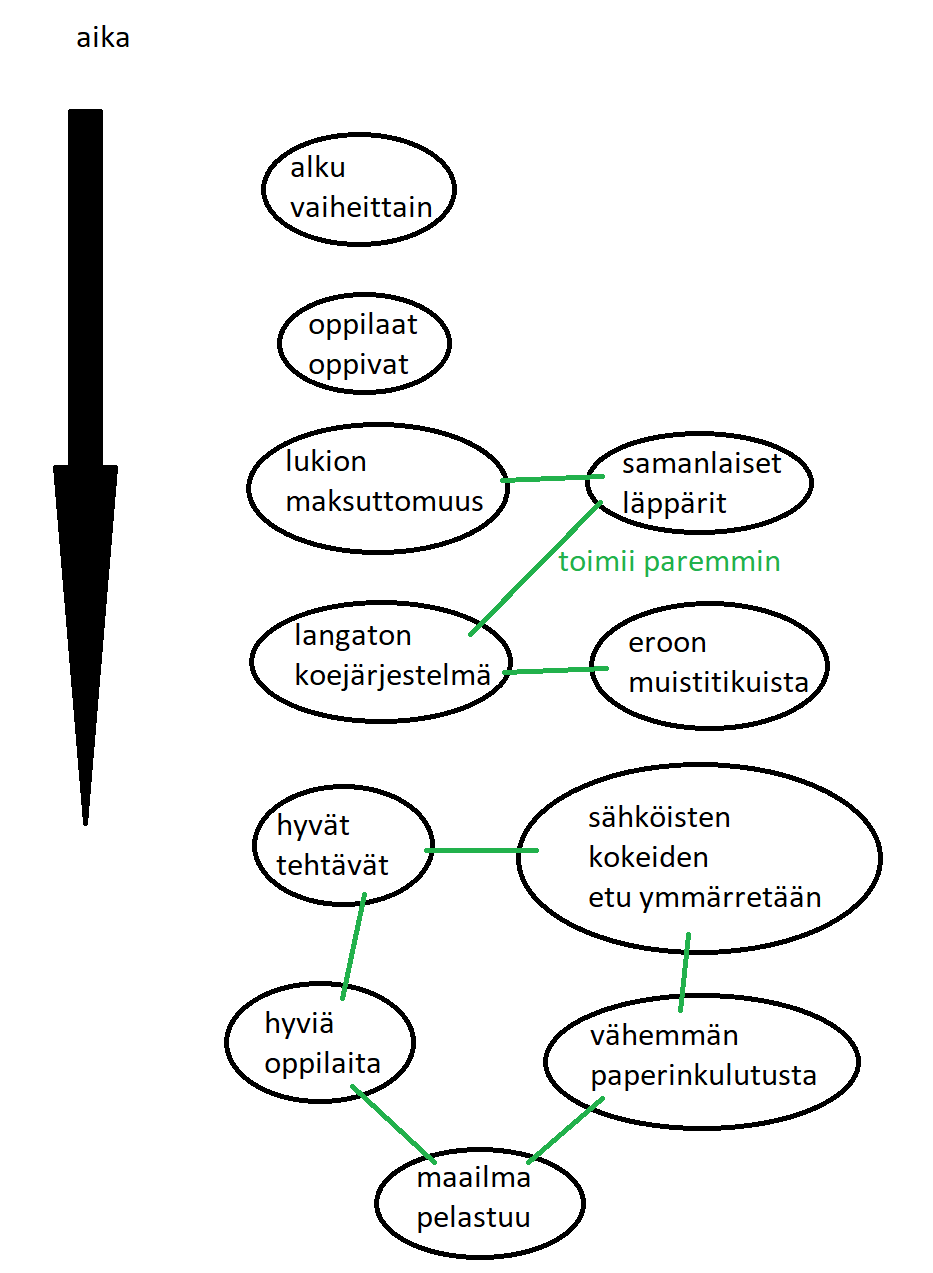 aika
alku
vaiheittain
oppilaat
oppivat
lukion
maksuttomuus
samanlaiset
läppärit
toimii paremmin
langaton
koejärjestelmä
eroon
muistitikuista
hyvät
tehtävät
sähköisten
kokeiden
etu ymmärretään
hyviä
oppilaita
vähemmän
paperinkulutusta
maailma
pelastuu